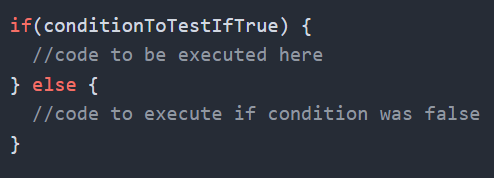 if(conditionToTestIfTrue) {
  //code to be executed here
} else {
  //code to execute if condition was false
}